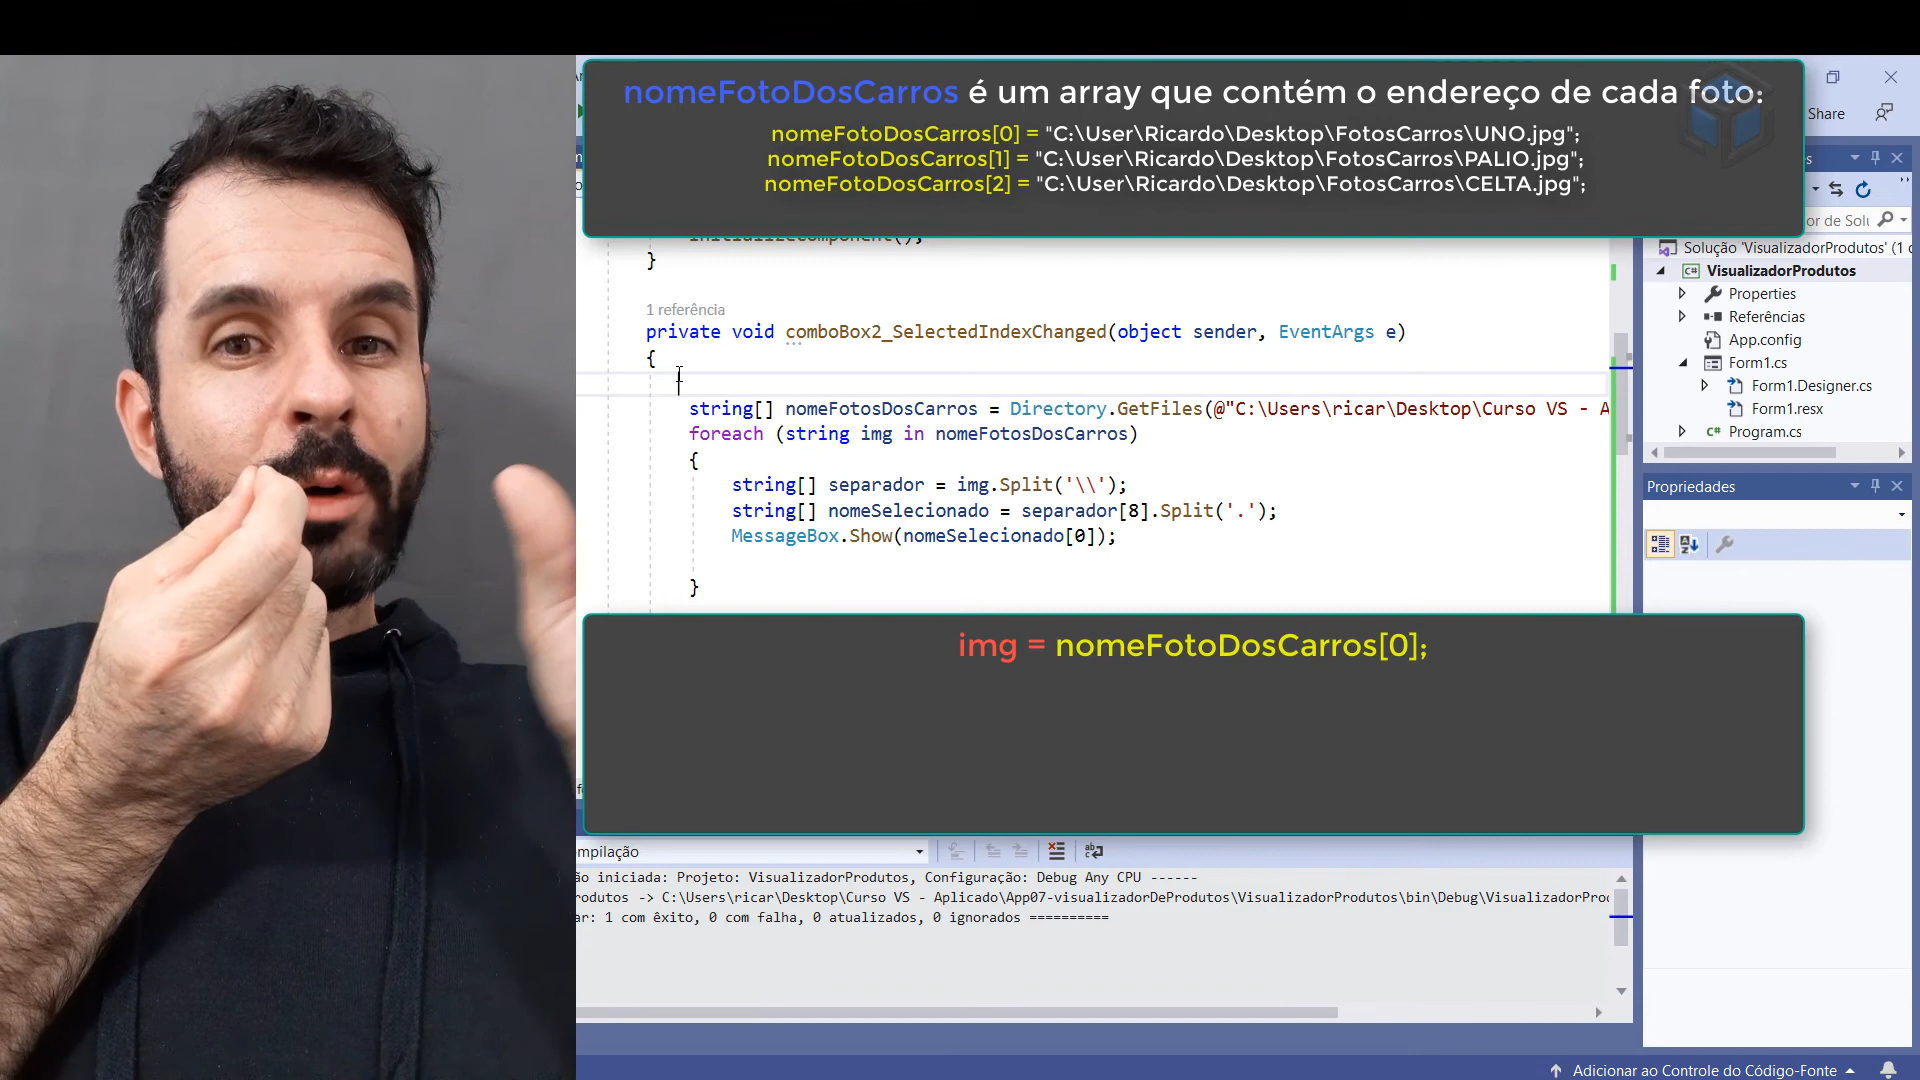 nomeFotoDosCarros é um array que contém o endereço de cada foto:
nomeFotoDosCarros[0] = "C:\User\Ricardo\Desktop\FotosCarros\UNO.jpg";
nomeFotoDosCarros[1] = "C:\User\Ricardo\Desktop\FotosCarros\PALIO.jpg";
nomeFotoDosCarros[2] = "C:\User\Ricardo\Desktop\FotosCarros\CELTA.jpg";
InitializeComponent();
}
1 referência
private void comboBox2_SelectedIndexChanged(object sender, EventArgs e)
{
string[] nomeFotosDosCarros = Directory.GetFiles(@"C:\Users\ricar\Desktop\Curso VS - A
foreach (string img in nomeFotosDosCarros)
{
string[] separador = img.Split('\\');
string[] nomeSelecionado = separador[8].Split('.');
MessageBox.Show(nomeSelecionado[0]);
}
img = nomeFotoDosCarros[0];
mpilação
ão iniciada: Projeto: VisualizadorProdutos, Configuração: Debug Any CPU ------
rodutos -> C:\Users\ricar\Desktop\Curso VS - Aplicado\App07-visualizadorDeProdutos\VisualizadorProdutos\bin\Debug\VisualizadorProd
ar: 1 com êxito, 0 com falha, 0 atualizados, 0 ignorados ==========
Share
or de Solu
Solução 'VisualizadorProdutos' (1
VisualizadorProdutos
Properties
Referências
App.config
Form1.cs
Form1.Designer.cs
Form1.resx
Program.cs
Propriedades
Adicionar ao Controle do Código-Fonte